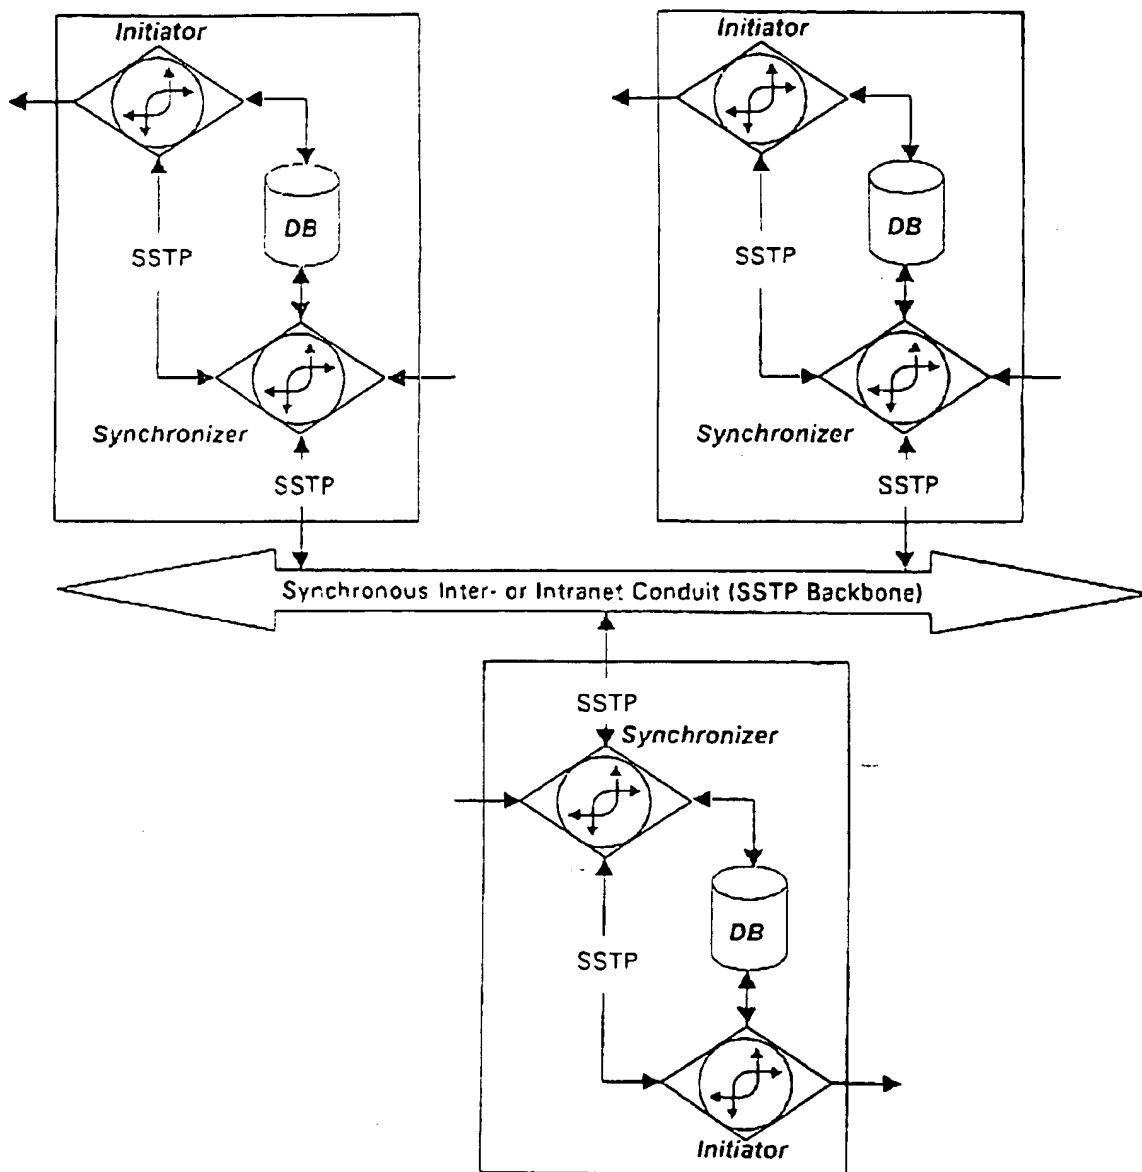 Initiator
Initiator
DB
DB
SSTP
SSTP
Synchronizer
Synchronizer
SSTP
SSTP
Synchronous Inter- or Intranet Conduit (SSTP Backbone)
SSTP
Synchronizer
DB
SSTP
Initiator